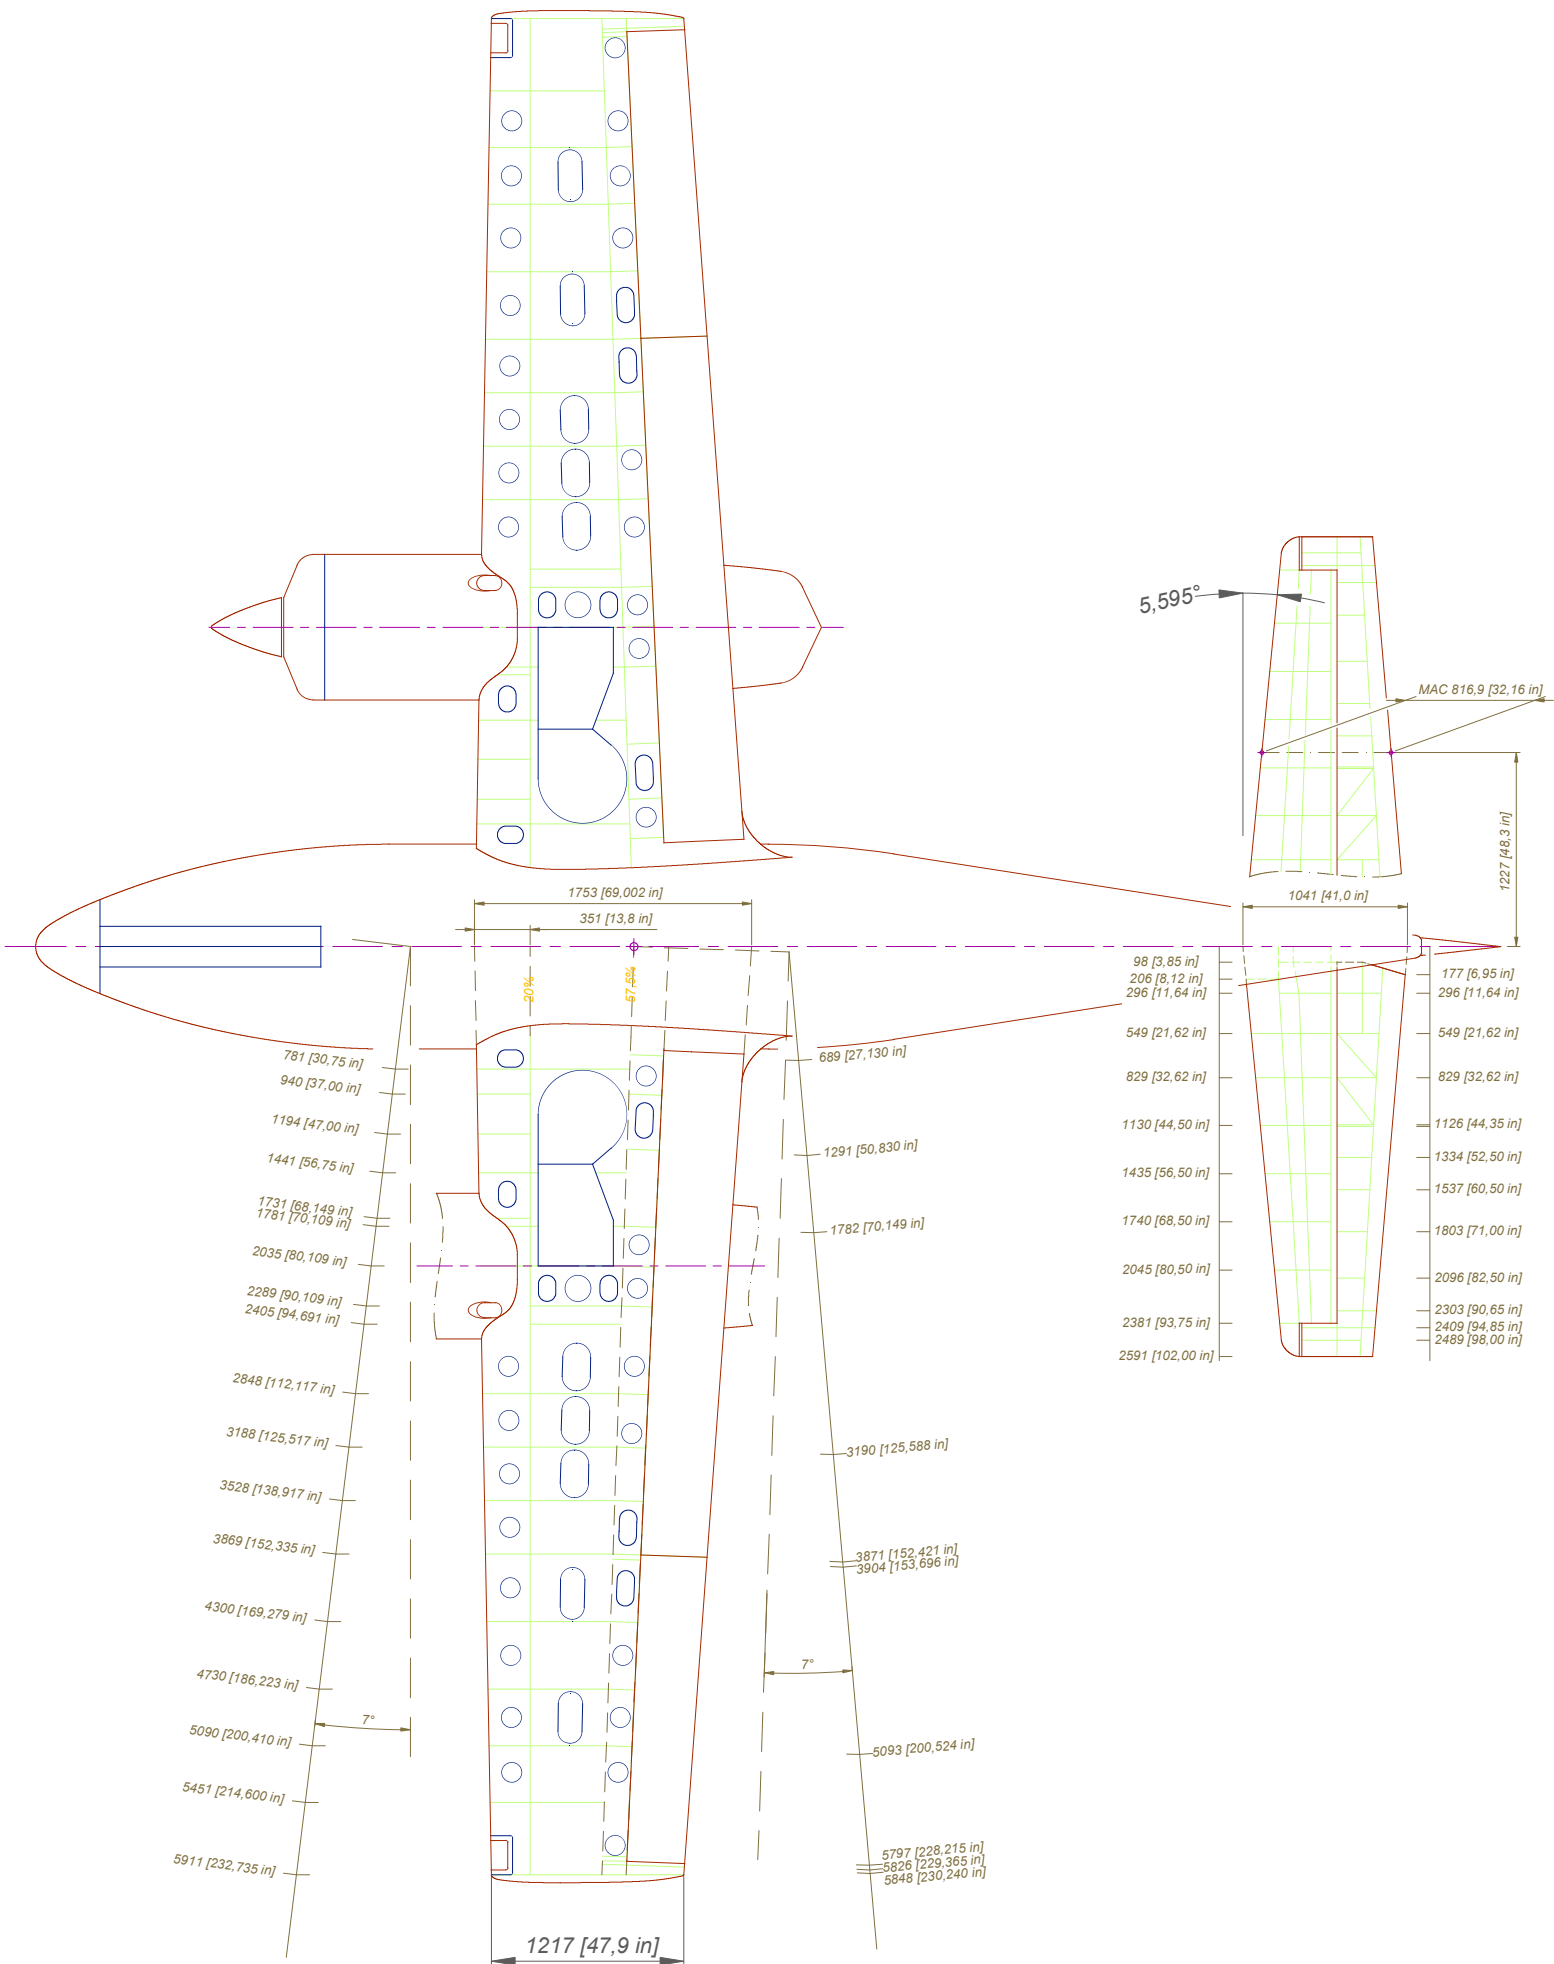 5,595°
MAC 816,9 [32,16 in]
1227 [48,3 in]
1753 [69,002 in]
351 [13,8 in]
1041 [41,0 in]
20%
57,5%
781 [30,75 in]
940 [37,00 in]
1194 [47,00 in]
1441 [56,75 in]
1731 [68,149 in]
1781 [70,109 in]
2035 [80,109 in]
2289 [90,109 in]
2405 [94,691 in]
2848 [112,117 in]
3188 [125,517 in]
3528 [138,917 in]
3869 [152,335 in]
4300 [169,279 in]
4730 [186,223 in]
5090 [200,410 in]
5451 [214,600 in]
5911 [232,735 in]
7°
689 [27,130 in]
1291 [50,830 in]
1782 [70,149 in]
3190 [125,588 in]
3871 [152,421 in]
3904 [153,696 in]
7°
5093 [200,524 in]
5797 [228,215 in]
5826 [229,365 in]
5848 [230,240 in]
98 [3,85 in]
206 [8,12 in]
296 [11,64 in]
549 [21,62 in]
829 [32,62 in]
1130 [44,50 in]
1435 [56,50 in]
1740 [68,50 in]
2045 [80,50 in]
2381 [93,75 in]
2591 [102,00 in]
177 [6,95 in]
296 [11,64 in]
549 [21,62 in]
829 [32,62 in]
1126 [44,35 in]
1334 [52,50 in]
1537 [60,50 in]
1803 [71,00 in]
2096 [82,50 in]
2303 [90,65 in]
2409 [94,85 in]
2489 [98,00 in]
1217 [47,9 in]